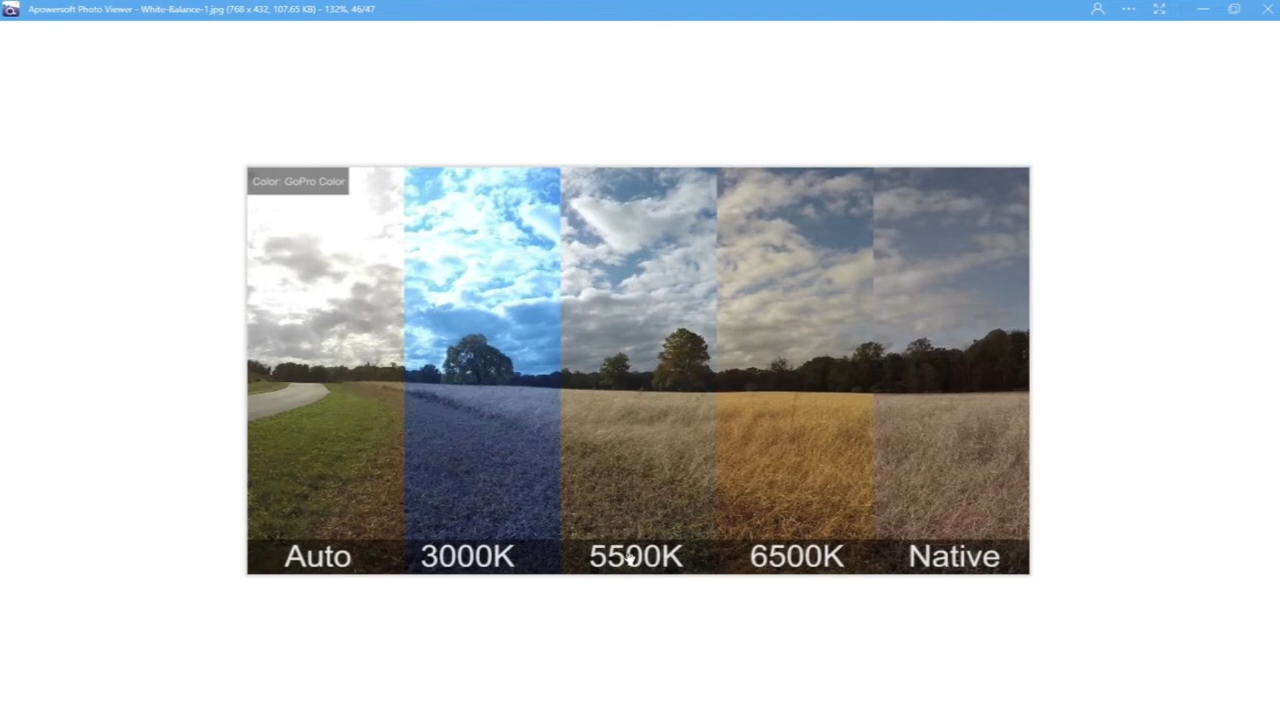 Apowersoft Photo Viewer - White-Balance-1.jpg (768 x 432, 107.65 KB) - 132%, 46/47
Color: GoPro Color
Auto 3000K 5500K 6500K Native